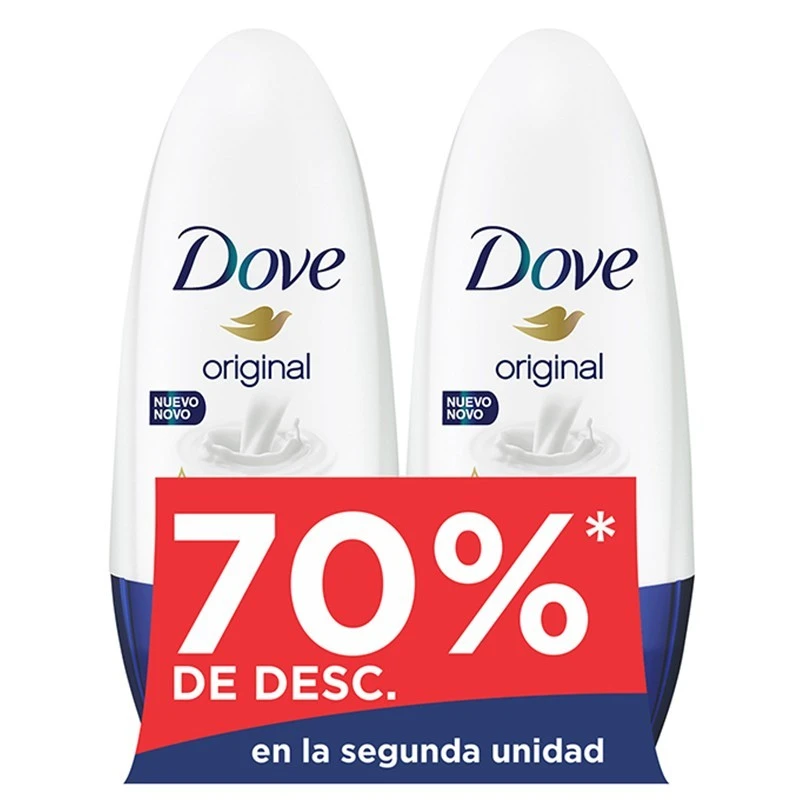 Dove
original
NUEVO
NOVO
Dove
original
NUEVO
NOVO
70%*
DE DESC.
en la segunda unidad